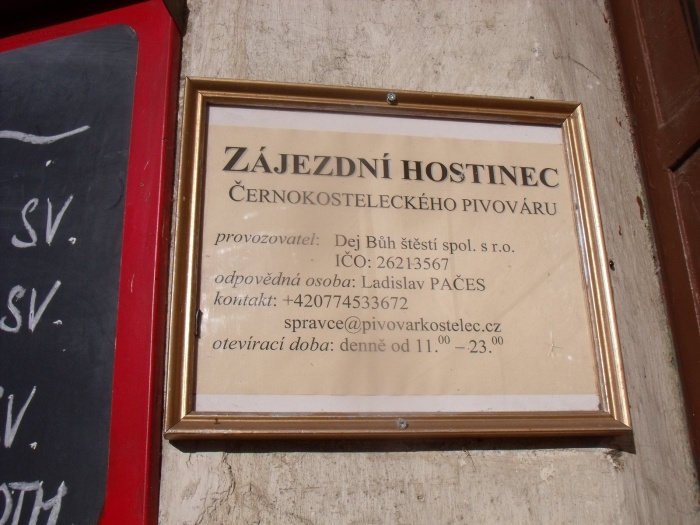 ZÁJEZDNÍ HOSTINEC
ČERNOKOSTELECKÉHO PIVOVÁRU
provozovatel: Dej Bůh štěstí spol. s r.o.
IČO: 26213567
odpovědná osoba: Ladislav PAČES
kontakt: +420774533672
spravce@pivovarkostelec.cz
otevírací doba: denně od 11.00 – 23.00
SV.
SV.